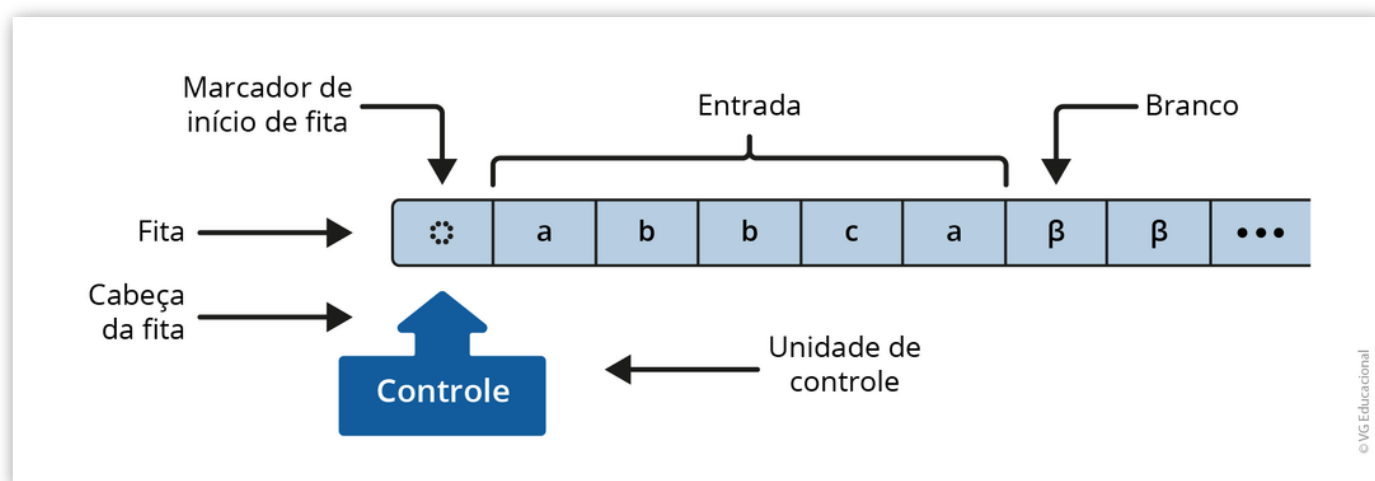 Marcador de
início de fita
Entrada
Branco
Fita
◌ a b b c a β β •••
Cabeça
da fita
Controle
Unidade de
controle
© VG Educacional